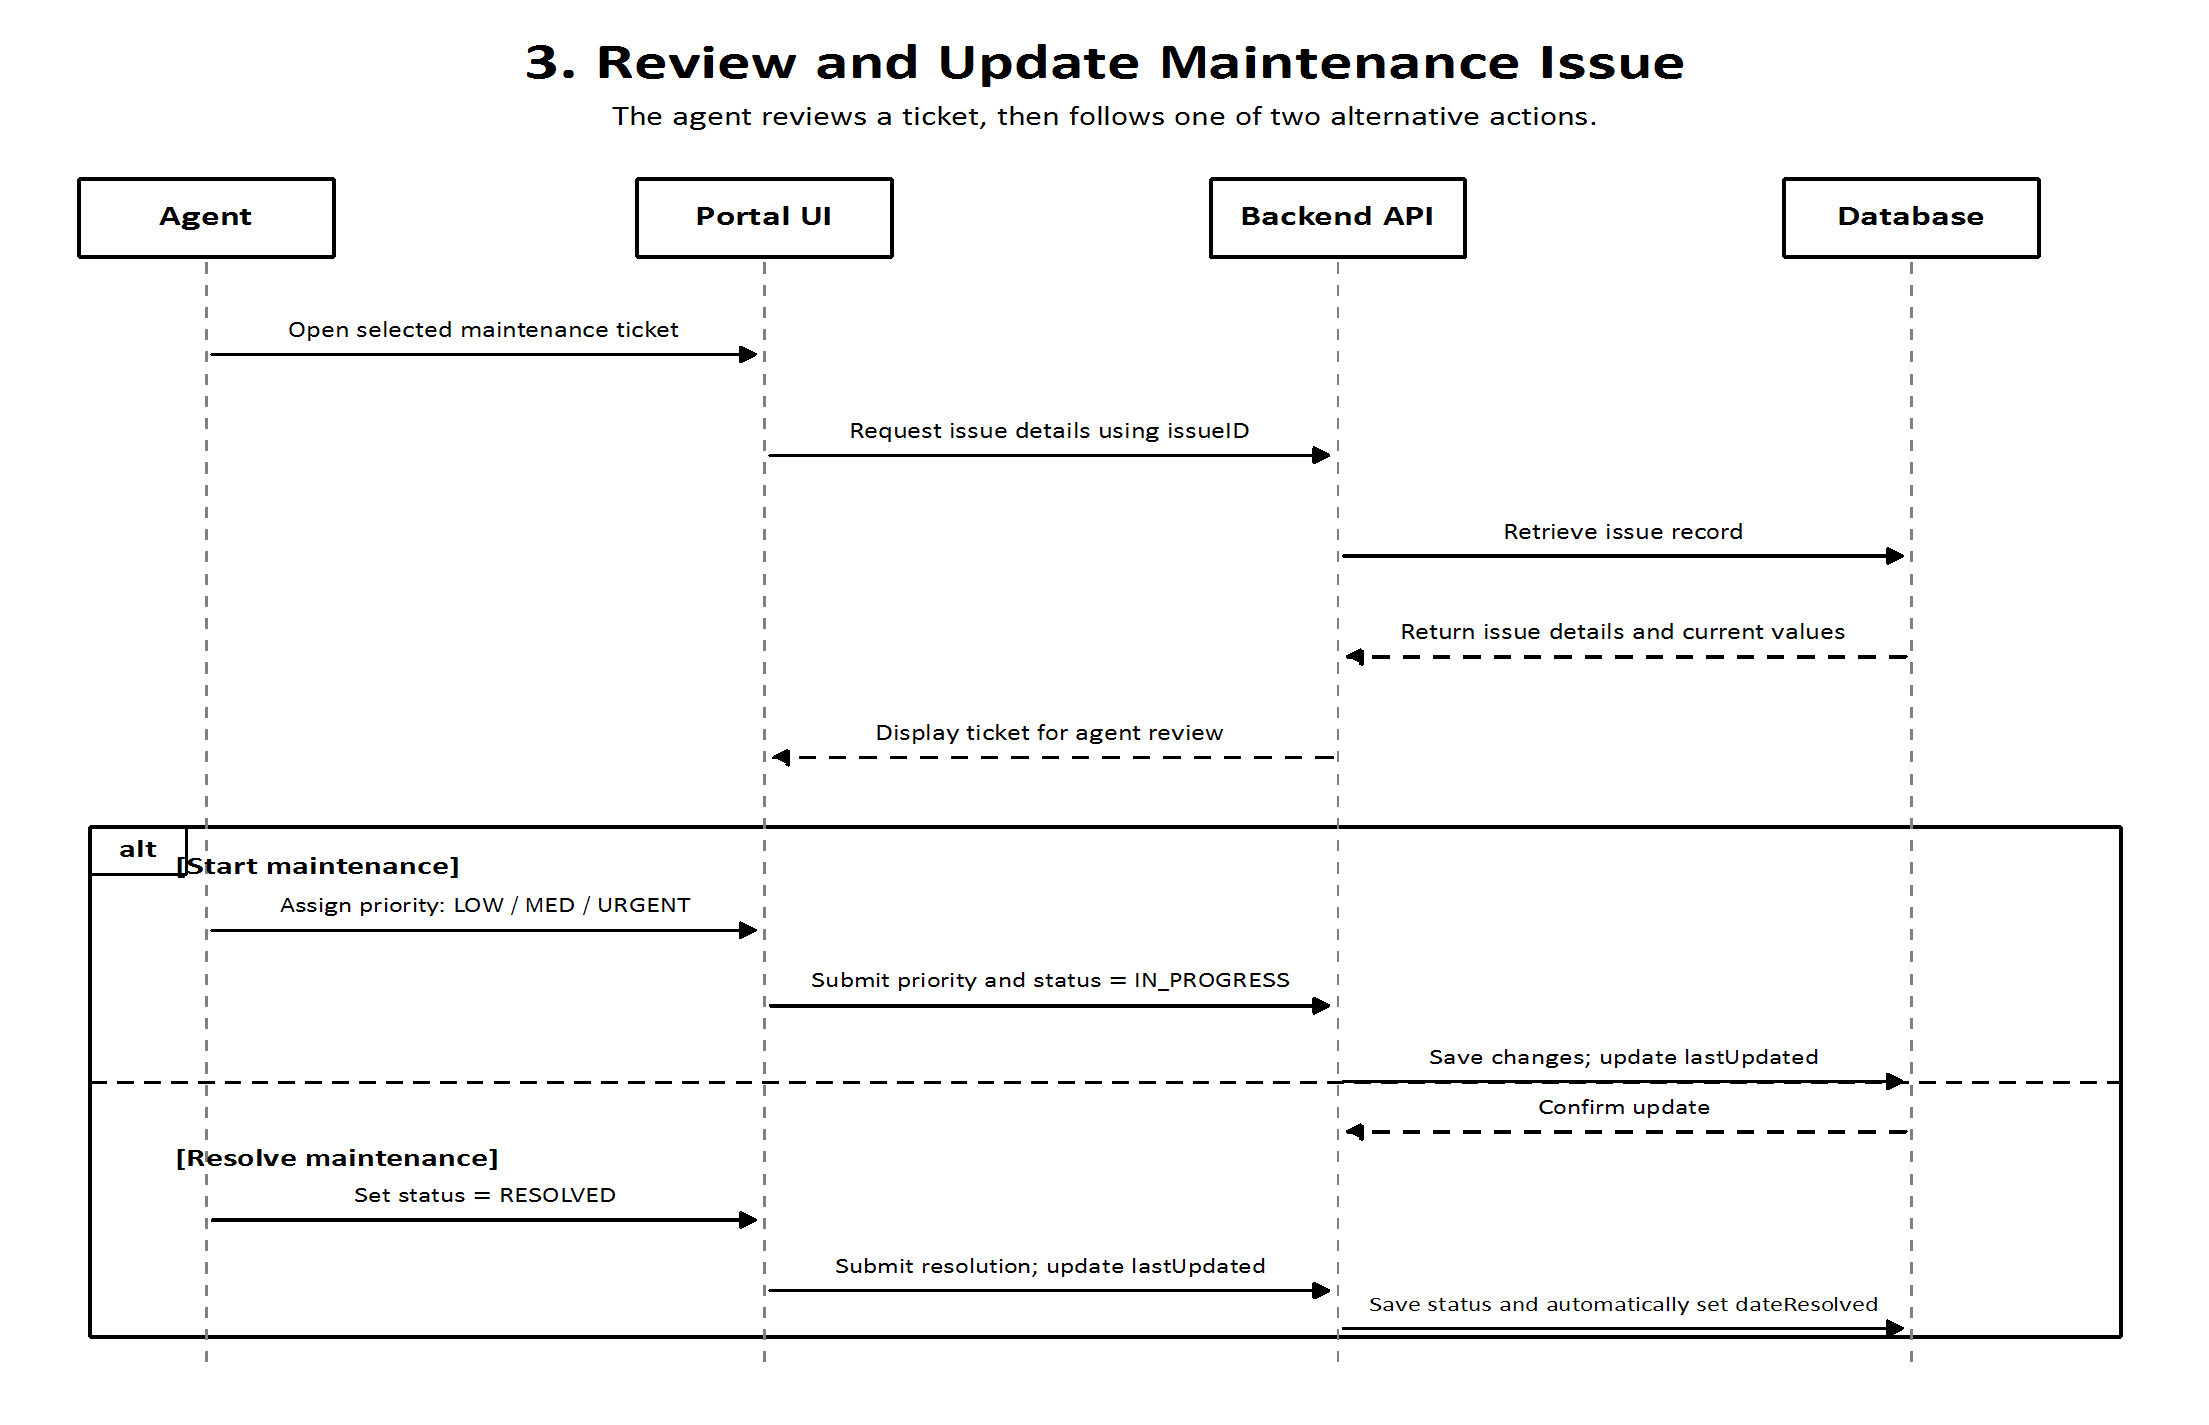 3. Review and Update Maintenance Issue
The agent reviews a ticket, then follows one of two alternative actions.
Agent
Portal UI
Backend API
Database
Open selected maintenance ticket
Request issue details using issueID
Retrieve issue record
Return issue details and current values
Display ticket for agent review
alt
[Start maintenance]
Assign priority: LOW / MED / URGENT
Submit priority and status = IN_PROGRESS
Save changes; update lastUpdated
Confirm update
[Resolve maintenance]
Set status = RESOLVED
Submit resolution; update lastUpdated
Save status and automatically set dateResolved